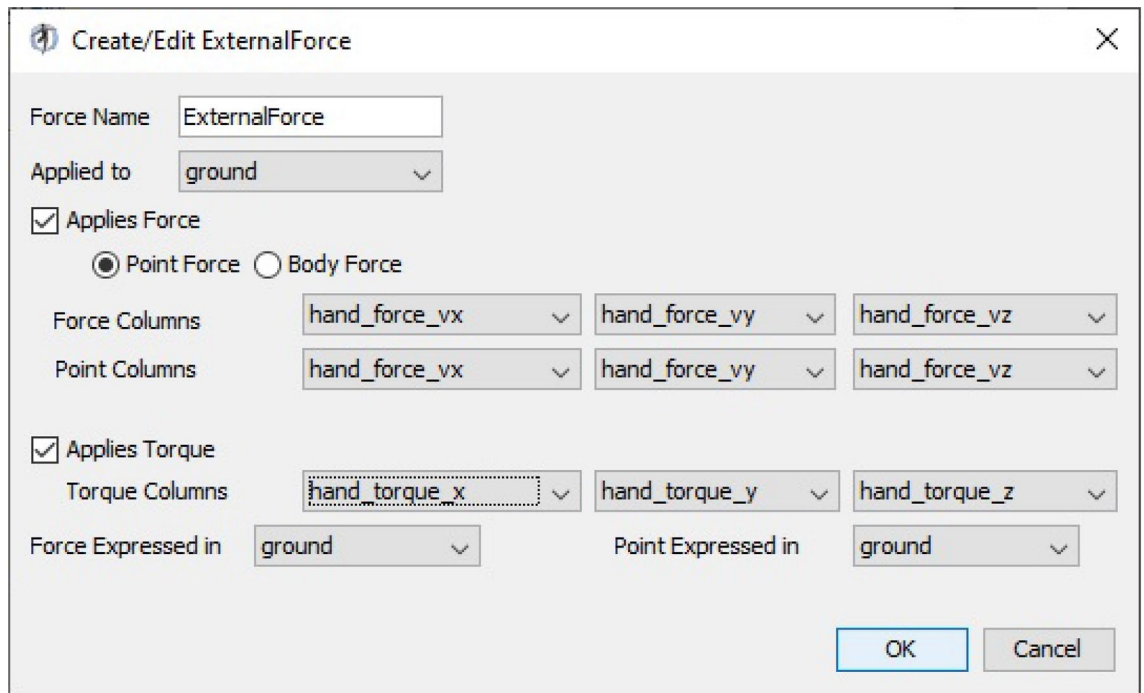 Create/Edit ExternalForce
Force Name ExternalForce
Applied to ground
Applies Force
Point Force Body Force
Force Columns hand_force_vx hand_force_vy hand_force_vz
Point Columns hand_force_vx hand_force_vy hand_force_vz
Applies Torque
Torque Columns hand_torque_x hand_torque_y hand_torque_z
Force Expressed in ground Point Expressed in ground
OK Cancel